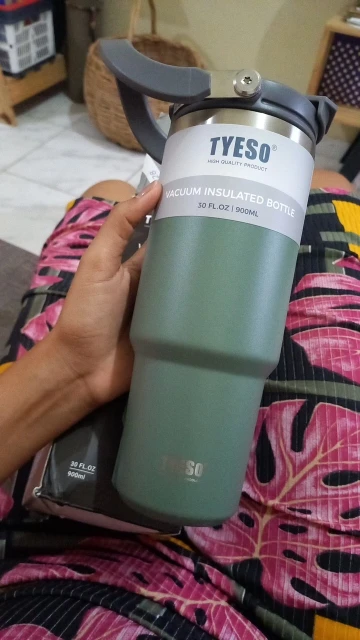 TYESO®
HIGH QUALITY PRODUCT
VACUUM INSULATED BOTTLE
30 FL.OZ | 900ML
TYESO
30 FL.OZ
900ml